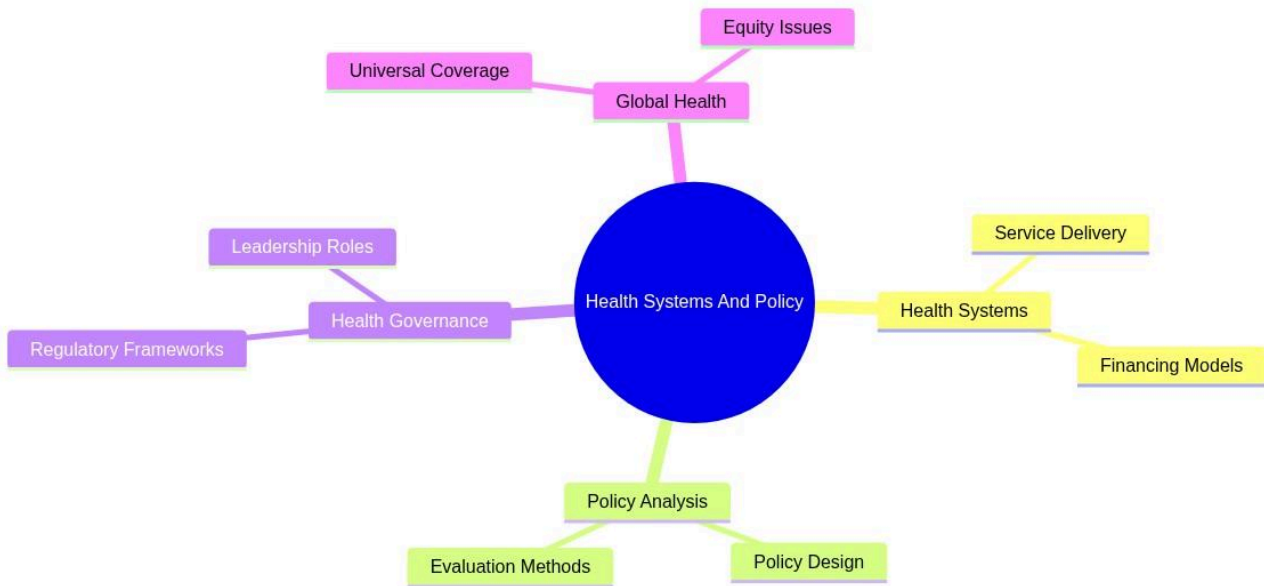 Equity Issues
Universal Coverage
Global Health
Service Delivery
Leadership Roles
Health Systems And Policy
Health Systems
Health Governance
Regulatory Frameworks
Financing Models
Policy Analysis
Policy Design
Evaluation Methods